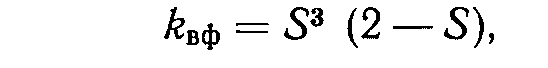 k_вф = S³ (2 — S),